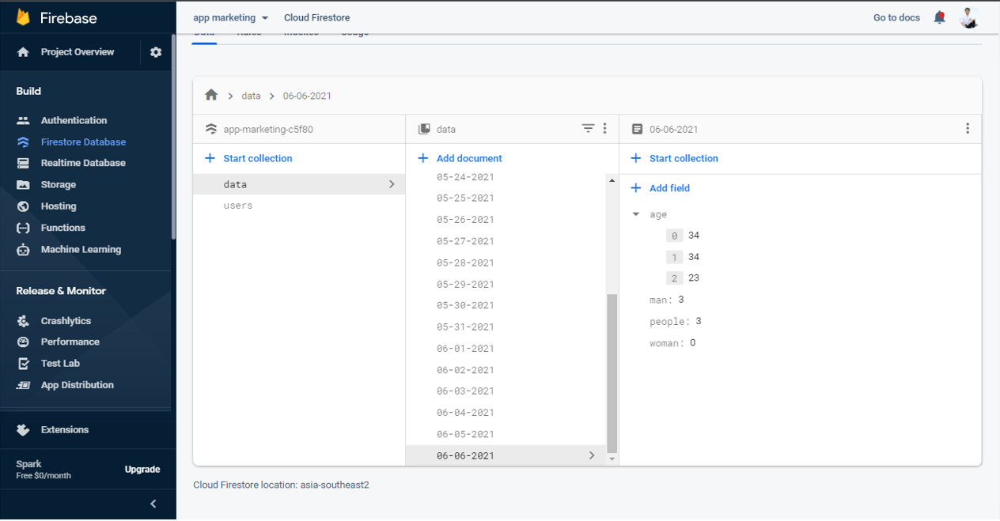 Firebase
app marketing
Cloud Firestore
Go to docs
Data
Rules
Indexes
Usage
Project Overview
Build
Authentication
Firestore Database
Realtime Database
Storage
Hosting
Functions
Machine Learning
Release & Monitor
Crashlytics
Performance
Test Lab
App Distribution
Extensions
Spark
Free $0/month
Upgrade
data
06-06-2021
app-marketing-c5f80
Start collection
data
users
data
Add document
05-24-2021
05-25-2021
05-26-2021
05-27-2021
05-28-2021
05-29-2021
05-30-2021
05-31-2021
06-01-2021
06-02-2021
06-03-2021
06-04-2021
06-05-2021
06-06-2021
06-06-2021
Start collection
Add field
age
0 34
1 34
2 23
man: 3
people: 3
woman: 0
Cloud Firestore location: asia-southeast2